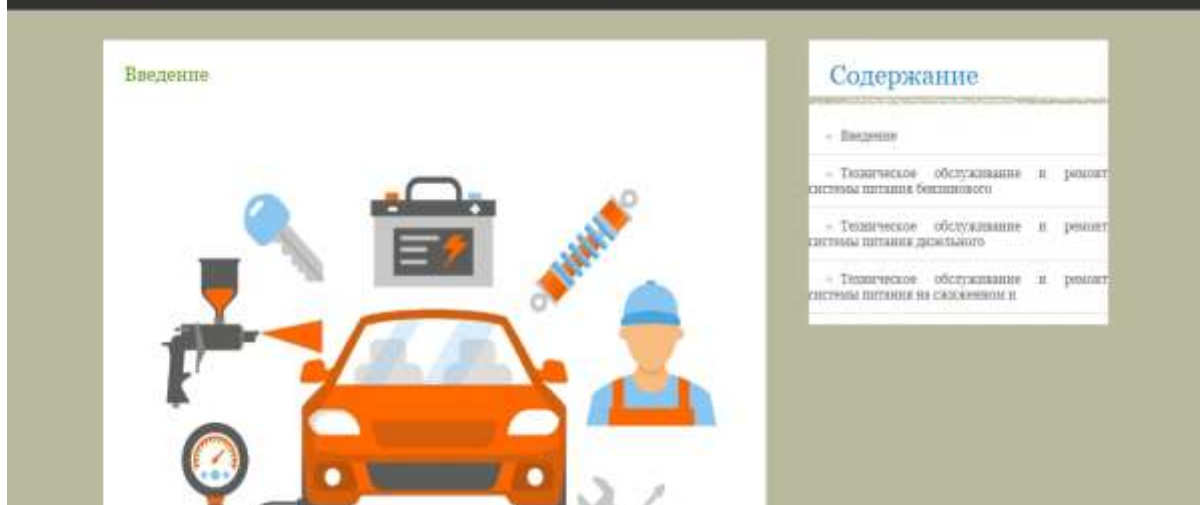 Введение
Содержание
Введение
Техническое обслуживание и ремонт
системы питания бензинового
Техническое обслуживание и ремонт
системы питания дизельного
Техническое обслуживание и ремонт
системы питания на сжиженном и